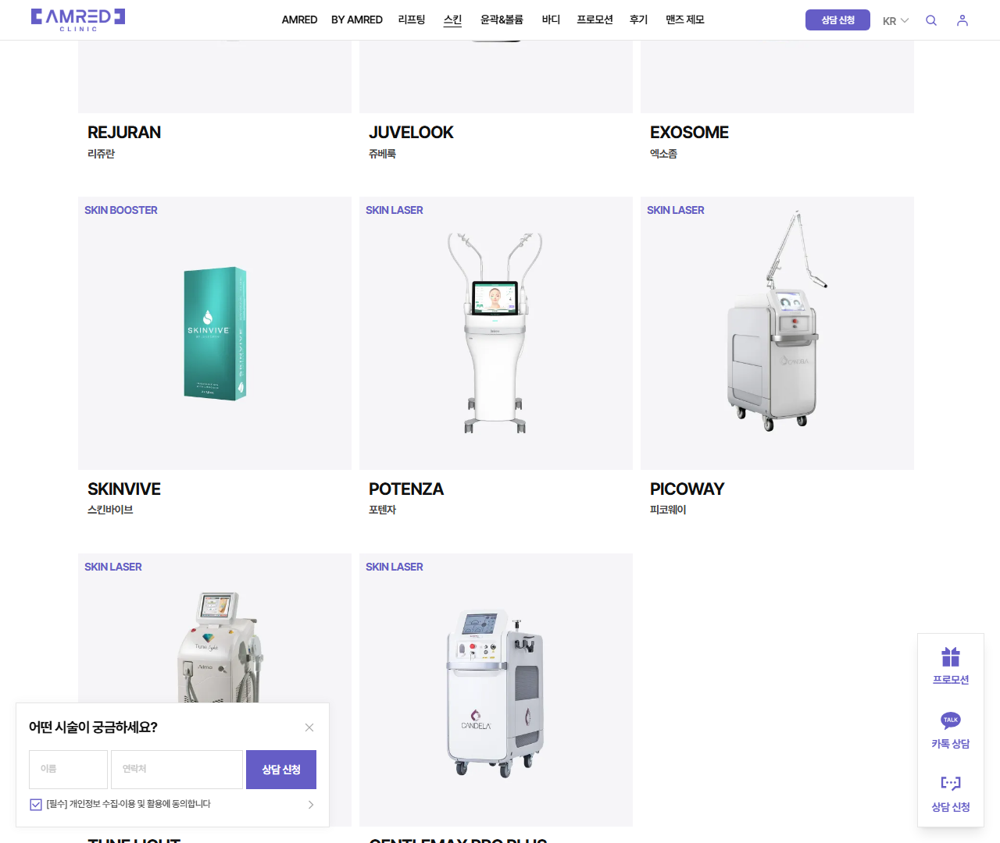 AMRED
CLINIC
AMRED BY AMRED 리프팅 스킨 윤곽&볼륨 바디 프로모션 후기 맨즈 제모
상담 신청 KR
REJURAN
리쥬란
JUVELOOK
쥬베룩
EXOSOME
엑소좀
SKIN BOOSTER
SKINVIVE
SKINVIVE
SKINVIVE
스킨바이브
SKIN LASER
POTENZA
포텐자
SKIN LASER
PICOWAY
피코웨이
SKIN LASER
Tune light
SKIN LASER
CANDELA
TUNE LIGHT
GENTLEMAX PRO PLUS
어떤 시술이 궁금하세요?
이름 연락처 상담 신청
[필수] 개인정보 수집·이용 및 활용에 동의합니다
프로모션
TALK
카톡 상담
상담 신청